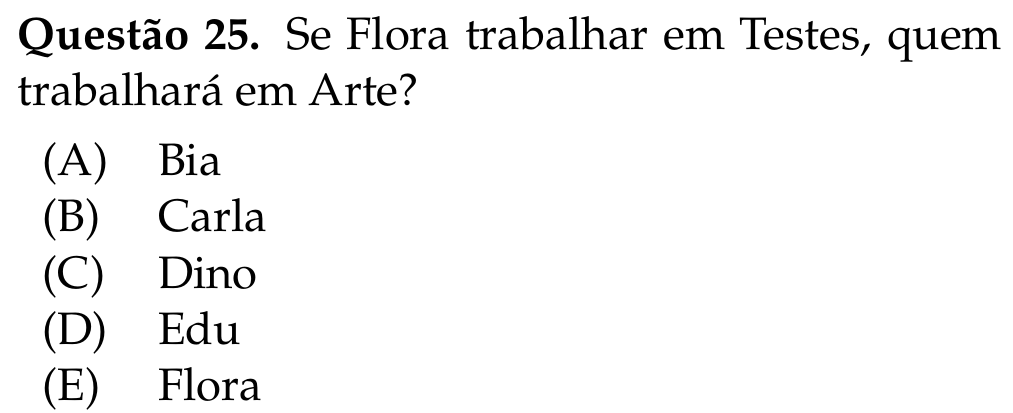 Questão 25. Se Flora trabalhar em Testes, quem
trabalhará em Arte?
(A) Bia
(B) Carla
(C) Dino
(D) Edu
(E) Flora